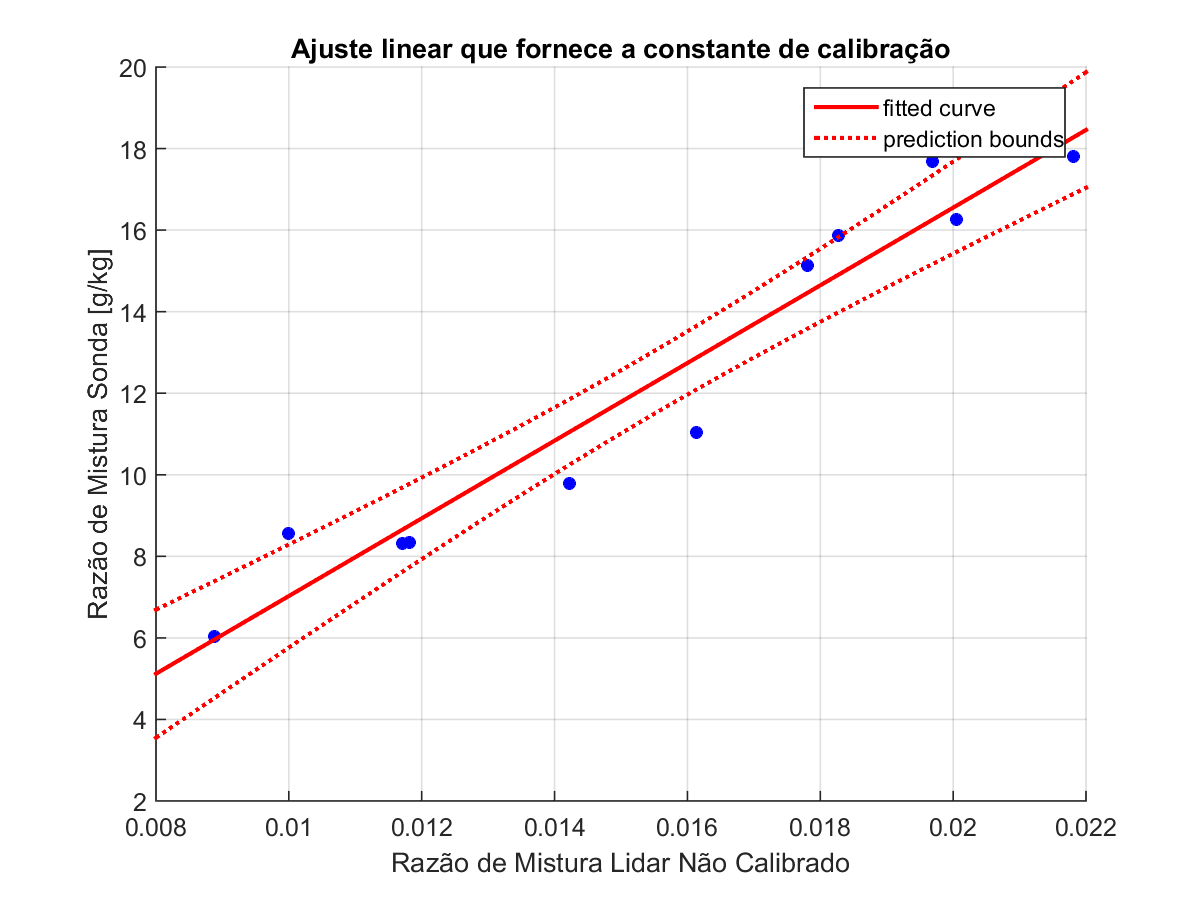 Ajuste linear que fornece a constante de calibração
fitted curve
prediction bounds
20
18
16
14
12
10
8
6
4
2
Razão de Mistura Sonda [g/kg]
0.008 0.01 0.012 0.014 0.016 0.018 0.02 0.022
Razão de Mistura Lidar Não Calibrado